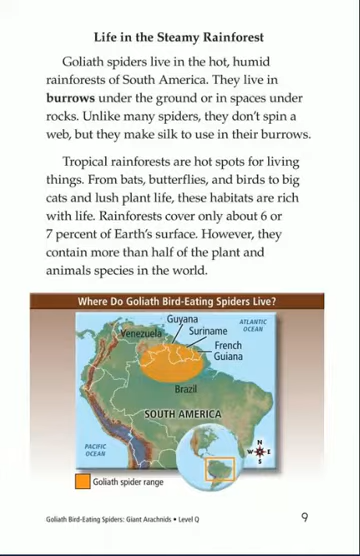 Life in the Steamy Rainforest
Goliath spiders live in the hot, humid
rainforests of South America. They live in
burrows under the ground or in spaces under
rocks. Unlike many spiders, they don't spin a
web, but they make silk to use in their burrows.
Tropical rainforests are hot spots for living
things. From bats, butterflies, and birds to big
cats and lush plant life, these habitats are rich
with life. Rainforests cover only about 6 or
7 percent of Earth's surface. However, they
contain more than half of the plant and
animals species in the world.
Where Do Goliath Bird-Eating Spiders Live?
Guyana
ATLANTIC
OCEAN
Venezuela
Suriname
French
Guiana
Brazil
SOUTH AMERICA
PACIFIC
OCEAN
N
W E
S
Goliath spider range
Goliath Bird-Eating Spiders: Giant Arachnids • Level Q
9